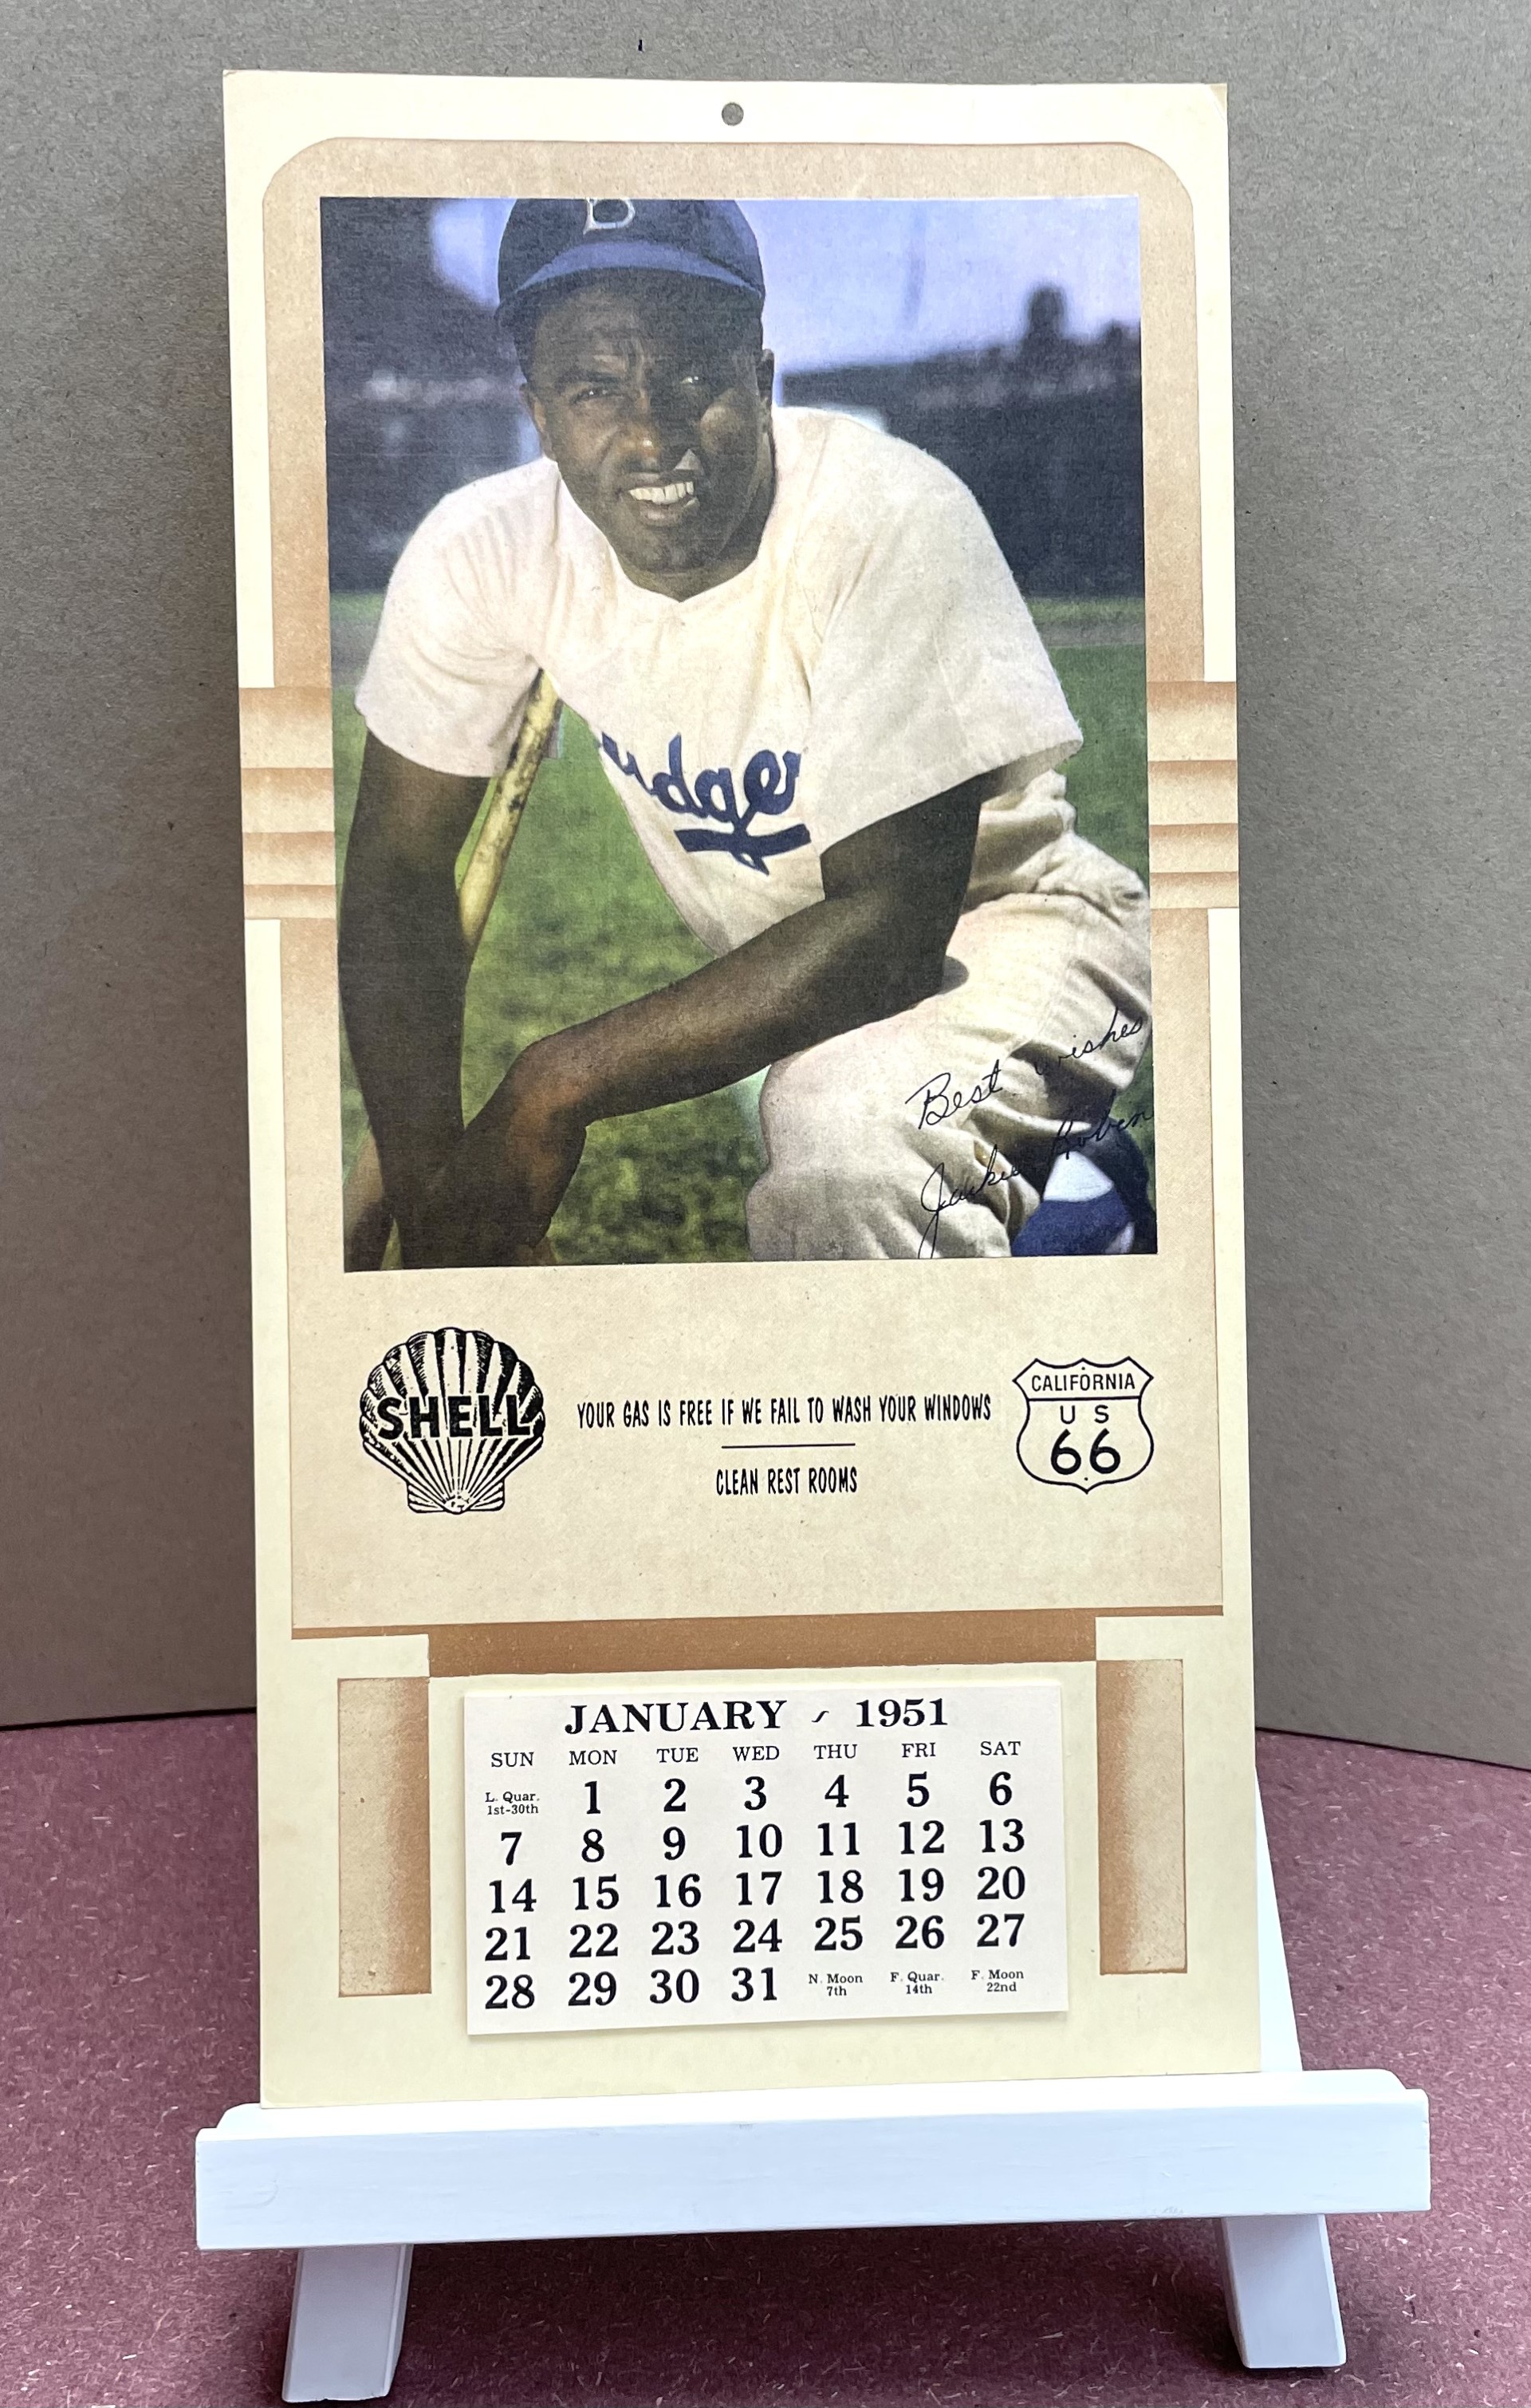 B
odge
Best wishes
Jackie Robin
SHELL
YOUR GAS IS FREE IF WE FAIL TO WASH YOUR WINDOWS
CLEAN REST ROOMS
CALIFORNIA
U S
66
JANUARY - 1951
SUN MON TUE WED THU FRI SAT
L. Quar. 1st-30th 1 2 3 4 5 6
7 8 9 10 11 12 13
14 15 16 17 18 19 20
21 22 23 24 25 26 27
28 29 30 31 N. Moon 7th F. Quar. 14th F. Moon 22nd